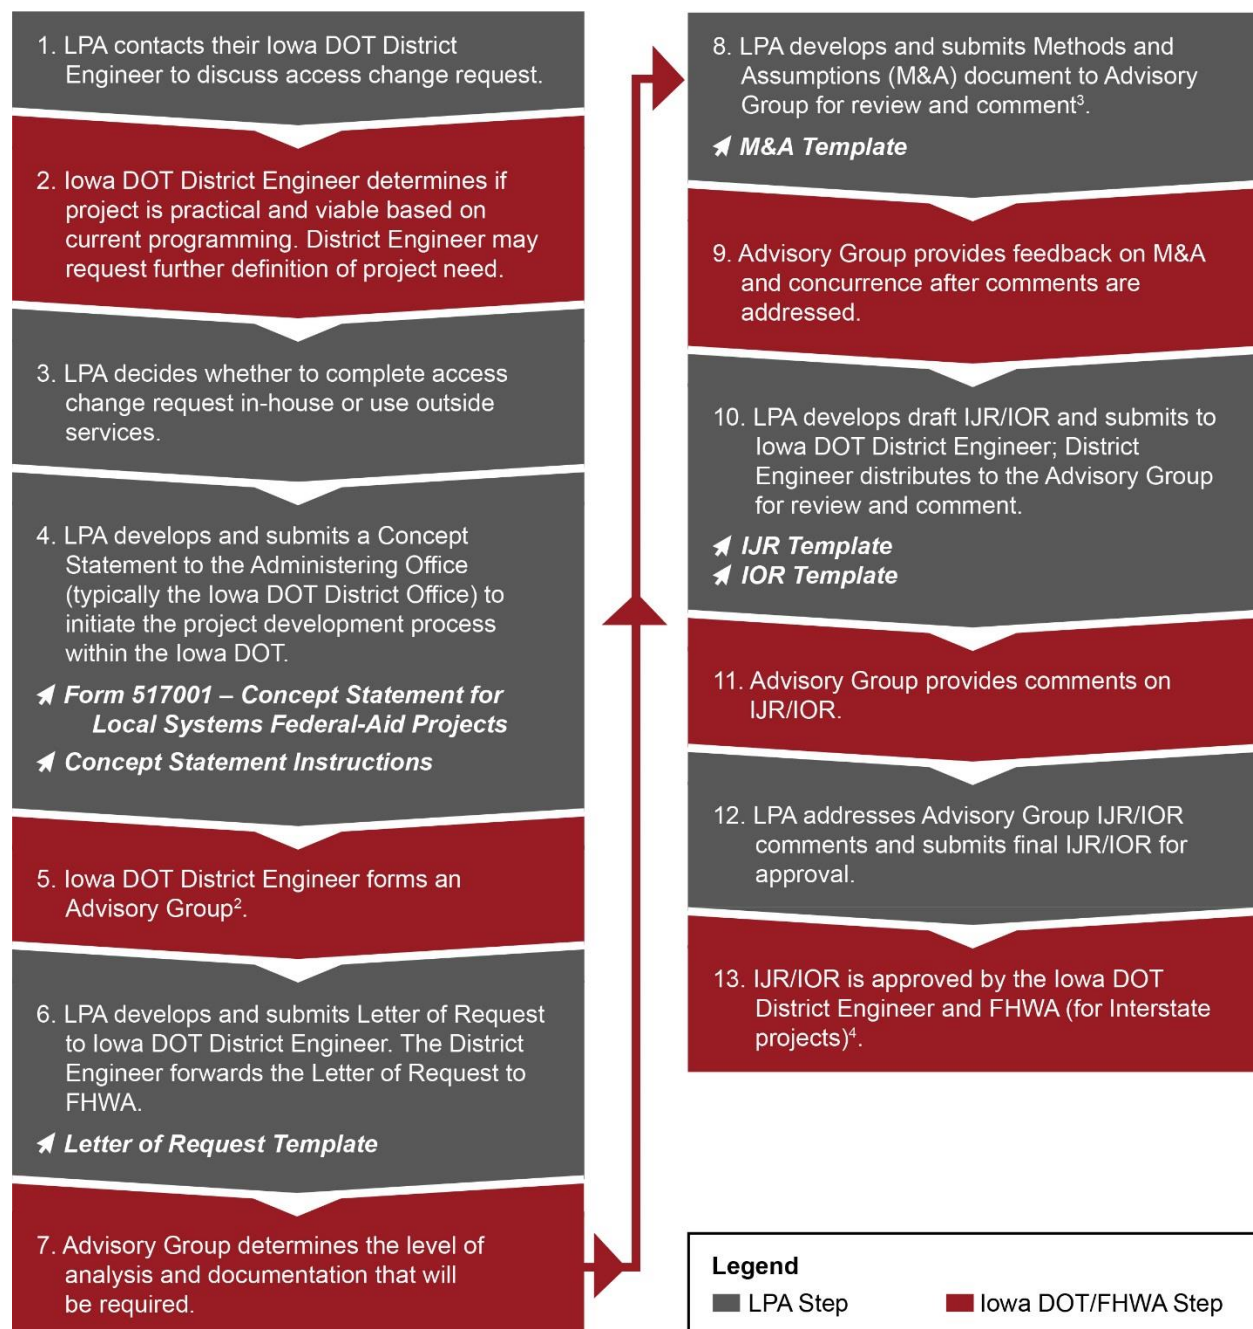 1. LPA contacts their Iowa DOT District
Engineer to discuss access change request.
2. Iowa DOT District Engineer determines if
project is practical and viable based on
current programming. District Engineer may
request further definition of project need.
3. LPA decides whether to complete access
change request in-house or use outside
services.
4. LPA develops and submits a Concept
Statement to the Administering Office
(typically the Iowa DOT District Office) to
initiate the project development process
within the Iowa DOT.
Form 517001 – Concept Statement for
Local Systems Federal-Aid Projects
Concept Statement Instructions
5. Iowa DOT District Engineer forms an
Advisory Group².
6. LPA develops and submits Letter of Request
to Iowa DOT District Engineer. The District
Engineer forwards the Letter of Request to
FHWA.
Letter of Request Template
7. Advisory Group determines the level of
analysis and documentation that will
be required.
8. LPA develops and submits Methods and
Assumptions (M&A) document to Advisory
Group for review and comment³.
M&A Template
9. Advisory Group provides feedback on M&A
and concurrence after comments are
addressed.
10. LPA develops draft IJR/IOR and submits to
Iowa DOT District Engineer; District
Engineer distributes to the Advisory Group
for review and comment.
IJR Template
IOR Template
11. Advisory Group provides comments on
IJR/IOR.
12. LPA addresses Advisory Group IJR/IOR
comments and submits final IJR/IOR for
approval.
13. IJR/IOR is approved by the Iowa DOT
District Engineer and FHWA (for Interstate
projects)⁴.
Legend
LPA Step
Iowa DOT/FHWA Step